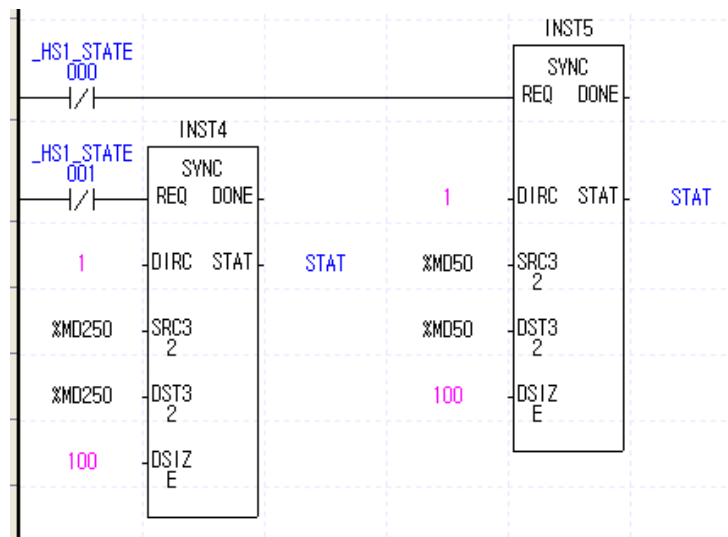 INST5
_HS1_STATE
000
SYNC
REQ DONE
INST4
_HS1_STATE
001
SYNC
REQ DONE
1
DIRC STAT
STAT
1
DIRC STAT
STAT
%MD50
SRC3
2
%MD250
SRC3
2
%MD50
DST3
2
%MD250
DST3
2
100
DSIZ
E
100
DSIZ
E